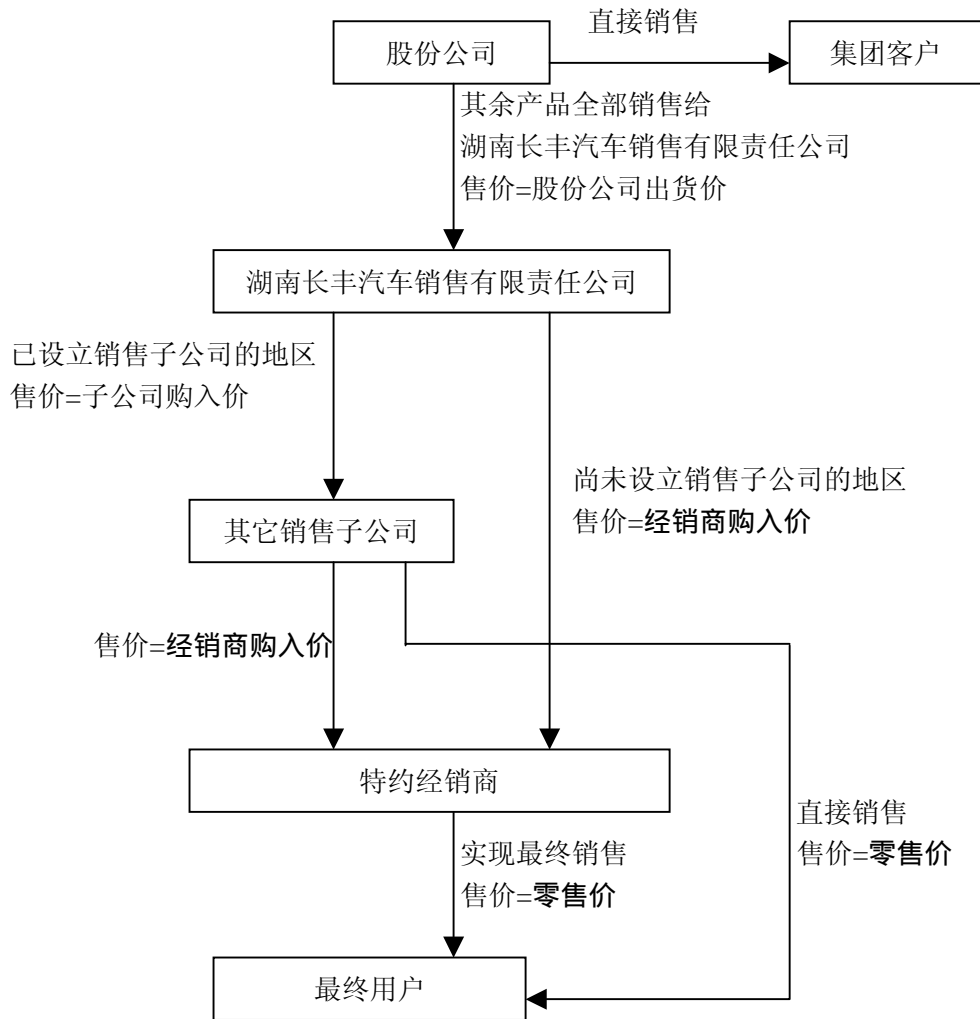 直接销售
股份公司
集团客户
其余产品全部销售给
湖南长丰汽车销售有限责任公司
售价=股份公司出货价
湖南长丰汽车销售有限责任公司
已设立销售子公司的地区
售价=子公司购入价
尚未设立销售子公司的地区
售价=经销商购入价
其它销售子公司
售价=经销商购入价
特约经销商
直接销售
售价=零售价
实现最终销售
售价=零售价
最终用户